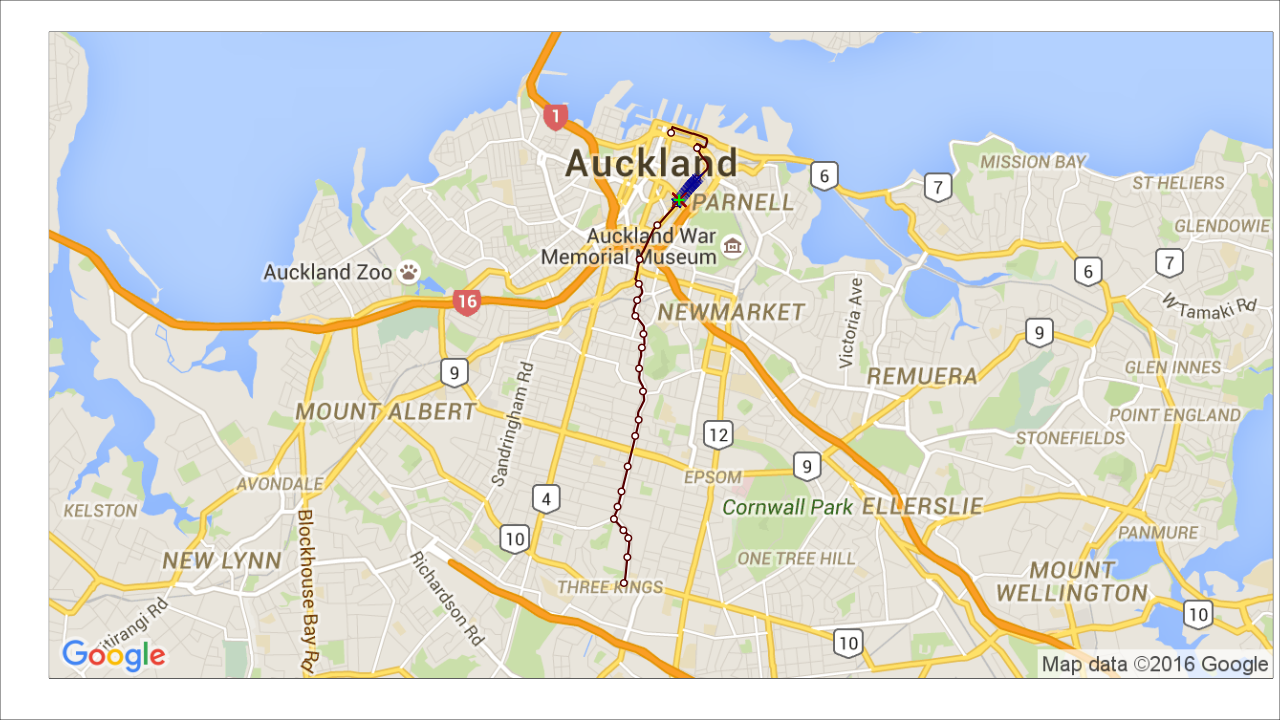 1
Auckland
6
MISSION BAY
7
ST HELIERS
PARNELL
GLENDOWIE
Auckland War
Memorial Museum
Auckland Zoo
6
7
16
NEWMARKET
W Tamaki Rd
Victoria Ave
9
9
GLEN INNES
REMUERA
MOUNT ALBERT
Sandringham Rd
POINT ENGLAND
12
STONEFIELDS
9
EPSOM
AVONDALE
4
Cornwall Park
ELLERSLIE
KELSTON
PANMURE
10
NEW LYNN
Blockhouse Bay Rd
Richardson Rd
ONE TREE HILL
THREE KINGS
MOUNT
WELLINGTON
10
10
Google
Map data ©2016 Google